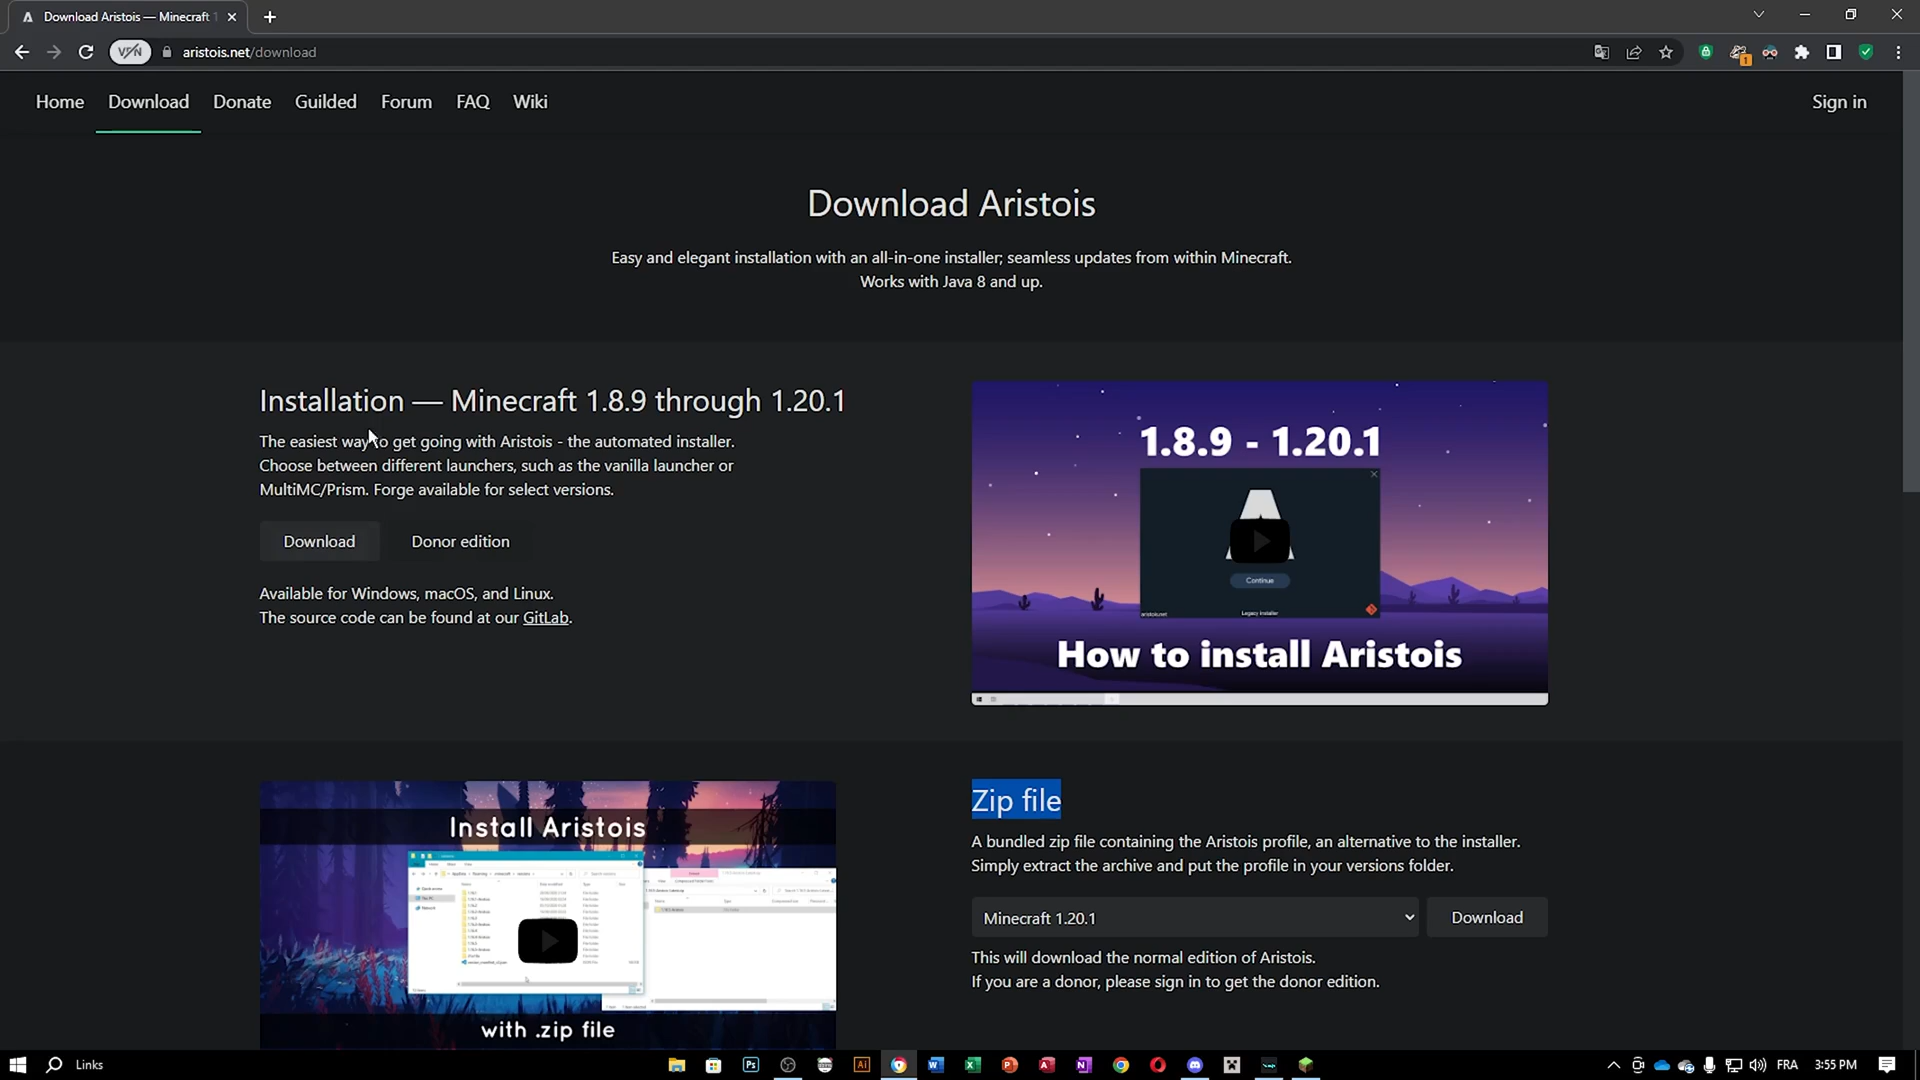 Download Aristois — Minecraft 1
VPN
aristois.net/download
1
Home
Download
Donate
Guilded
Forum
FAQ
Wiki
Sign in
Download Aristois
Easy and elegant installation with an all-in-one installer; seamless updates from within Minecraft.
Works with Java 8 and up.
Installation — Minecraft 1.8.9 through 1.20.1
The easiest way to get going with Aristois - the automated installer.
Choose between different launchers, such as the vanilla launcher or
MultiMC/Prism. Forge available for select versions.
Download
Donor edition
Available for Windows, macOS, and Linux.
The source code can be found at our GitLab.
1.8.9 - 1.20.1
Continue
aristois.net
Legacy installer
How to install Aristois
Install Aristois
with .zip file
Zip file
A bundled zip file containing the Aristois profile, an alternative to the installer.
Simply extract the archive and put the profile in your versions folder.
Minecraft 1.20.1
Download
This will download the normal edition of Aristois.
If you are a donor, please sign in to get the donor edition.
Links
FRA
3:55 PM